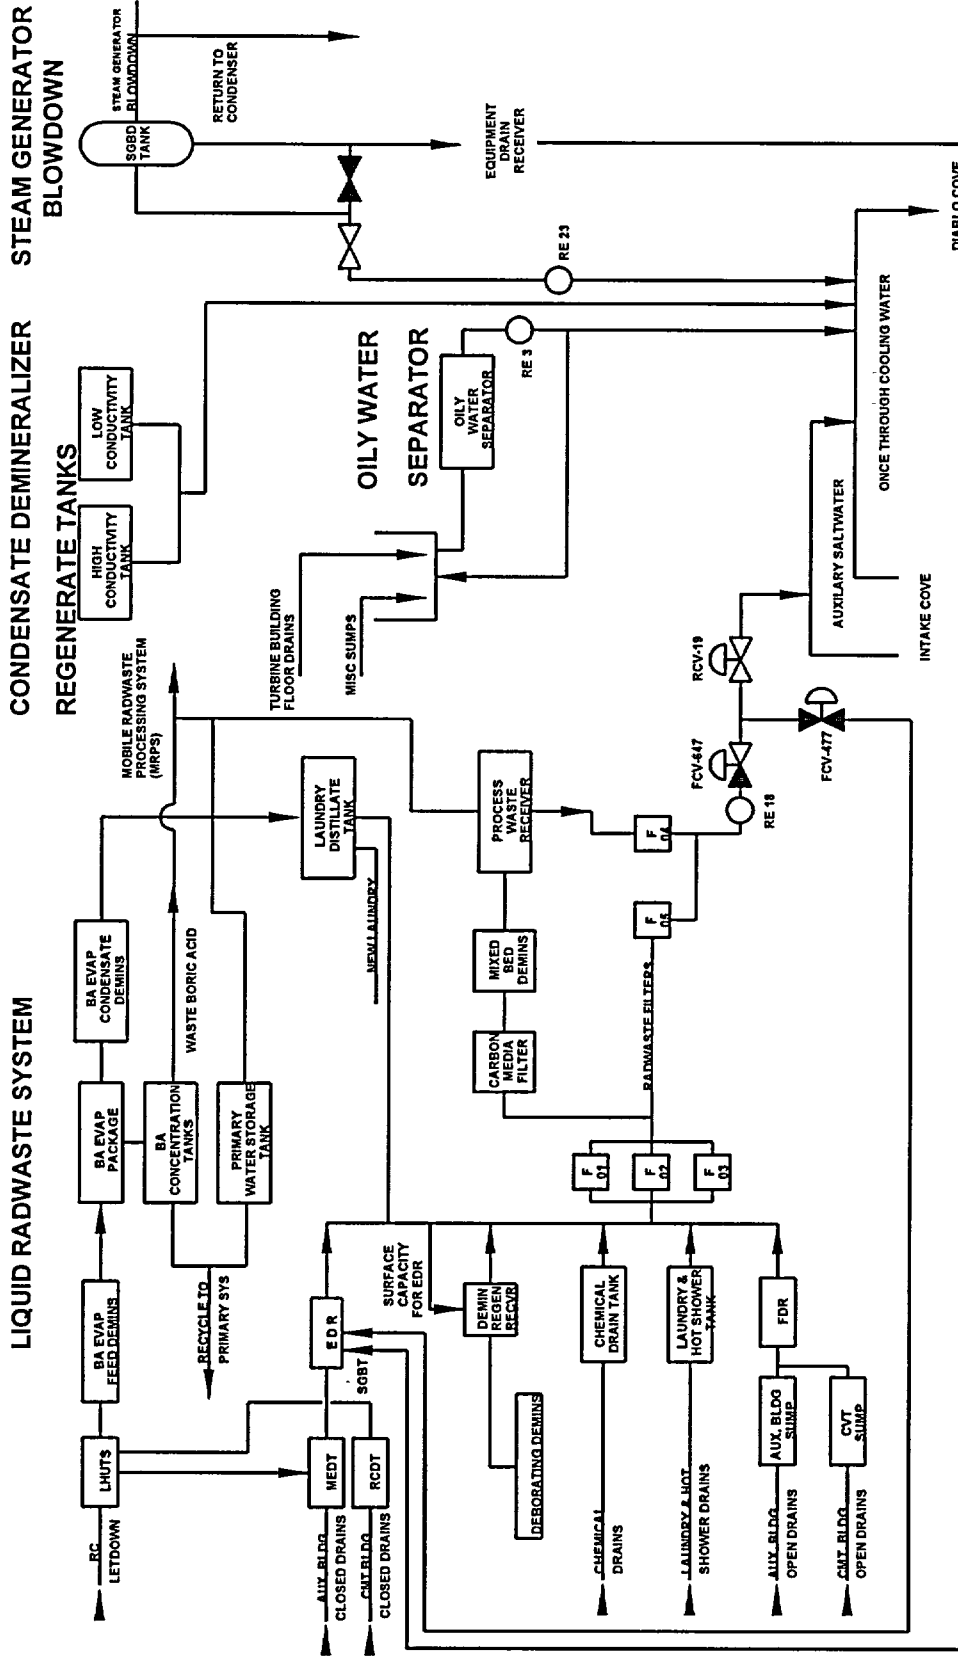 LIQUID RADWASTE SYSTEM
CONDENSATE DEMINERALIZER
REGENERATE TANKS
STEAM GENERATOR
BLOWDOWN
RC
LETDOWN
LHUTS
BA EVAP
FEED DEMINS
BA EVAP
PACKAGE
BA EVAP
CONDENSATE
DEMINS
BA
CONCENTRATION
TANKS
WASTE BORIC ACID
PRIMARY
WATER STORAGE
TANK
RECYCLE TO
PRIMARY SYS
MOBILE RADWASTE
PROCESSING SYSTEM
(MRPS)
HIGH
CONDUCTIVITY
TANK
LOW
CONDUCTIVITY
TANK
SGBD
TANK
STEAM GENERATOR
BLOWDOWN
RETURN TO
CONDENSER
AUX. BLDG
CLOSED DRAINS
CMT BLDG
CLOSED DRAINS
MEDT
RCDT
EDR
SGBT
SURFACE
CAPACITY
FOR EDR
LAUNDRY
DISTILLATE
TANK
NEW LAUNDRY
TURBINE BUILDING
FLOOR DRAINS
MISC SUMPS
OILY WATER
SEPARATOR
OILY
WATER
SEPARATOR
RE 3
RE 23
EQUIPMENT
DRAIN
RECEIVER
DEBORATING DEMINS
DEMIN
REGEN
RECVR
CARBON
MEDIA
FILTER
MIXED
BED
DEMINS
PROCESS
WASTE
RECEIVER
CHEMICAL
DRAINS
CHEMICAL
DRAIN TANK
F
01
F
02
F
03
RADWASTE FILTERS
F
05
F
04
LAUNDRY & HOT
SHOWER DRAINS
LAUNDRY &
HOT SHOWER
TANK
FCV-647
RCV-19
RE 18
AUX. BLDG
OPEN DRAINS
AUX. BLDG
SUMP
FDR
CMT. BLDG
OPEN DRAINS
CVT
SUMP
FCV-477
AUXILARY SALTWATER
ONCE THROUGH COOLING WATER
INTAKE COVE
DIABLO COVE